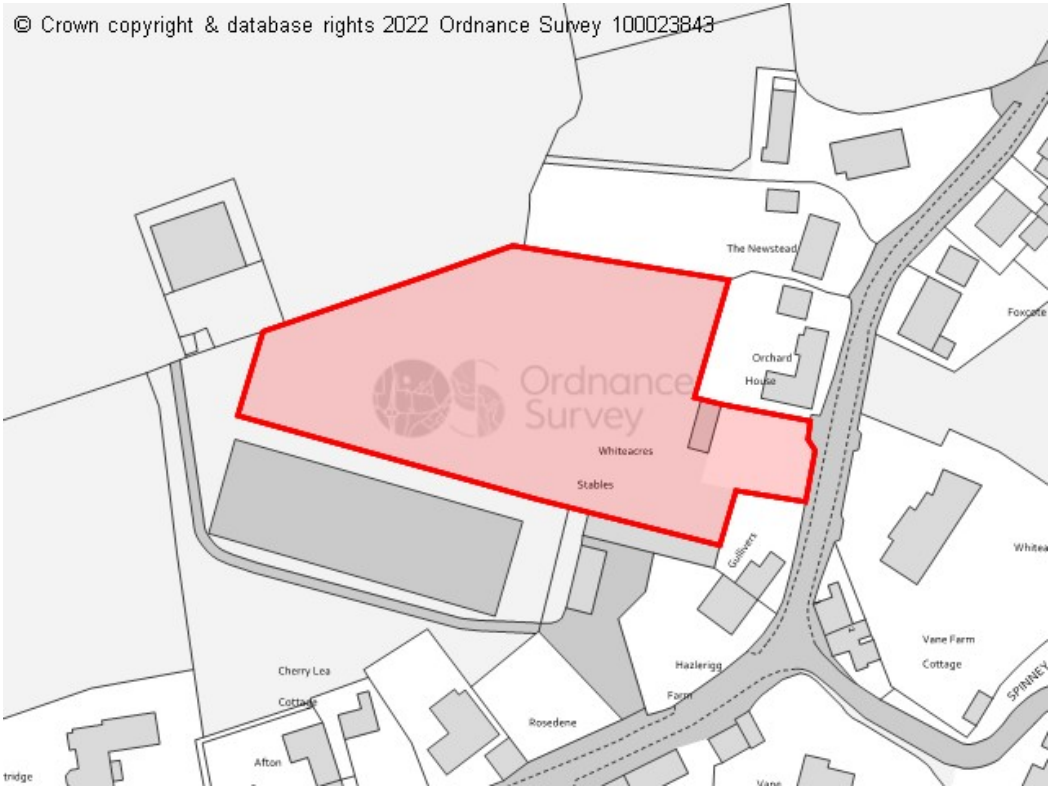 © Crown copyright & database rights 2022 Ordnance Survey 100023843
The Newstead
Foxcote
Orchard
House
Ordnance
Survey
Whiteacres
Stables
Gullivers
Whitea
Vane Farm
Cottage
Hazlerigg
Farm
SPINNEY
Cherry Lea
Cottage
Rosedene
Afton
tridge
Vane